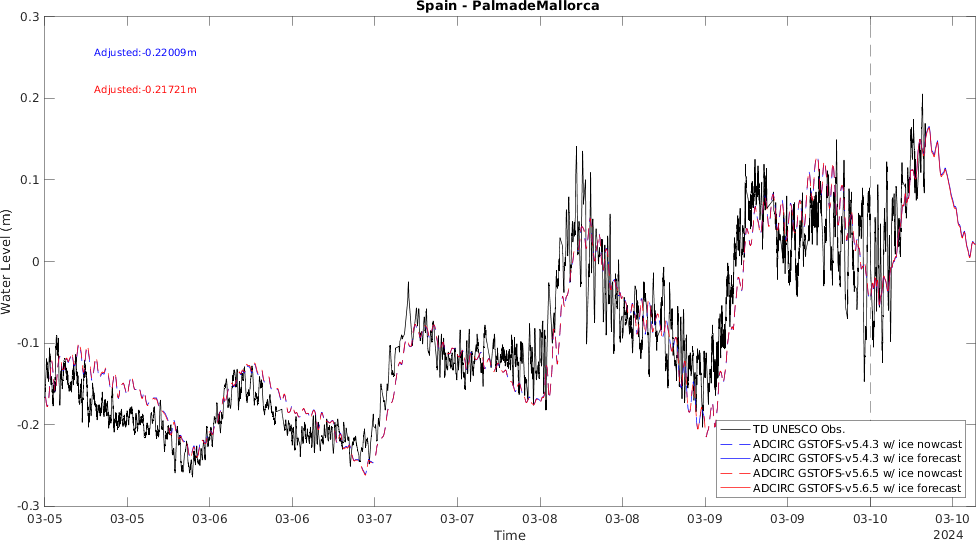 Spain - PalmadeMallorca
0.3
Adjusted:-0.22009m
Adjusted:-0.21721m
0.2
0.1
0
-0.1
-0.2
-0.3
Water Level (m)
TD UNESCO Obs.
ADCIRC GSTOFS-v5.4.3 w/ ice nowcast
ADCIRC GSTOFS-v5.4.3 w/ ice forecast
ADCIRC GSTOFS-v5.6.5 w/ ice nowcast
ADCIRC GSTOFS-v5.6.5 w/ ice forecast
03-05 03-05 03-06 03-06 03-07 03-07 03-08 03-08 03-09 03-09 03-10 03-10
Time
2024